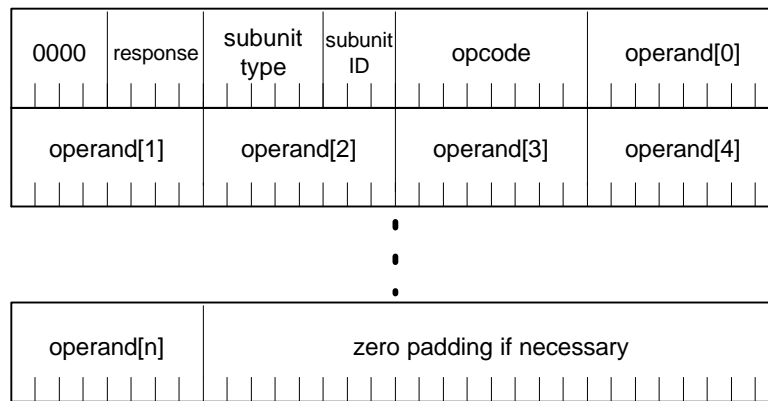 0000 response subunit type subunit ID opcode operand[0]
operand[1] operand[2] operand[3] operand[4]
operand[n] zero padding if necessary